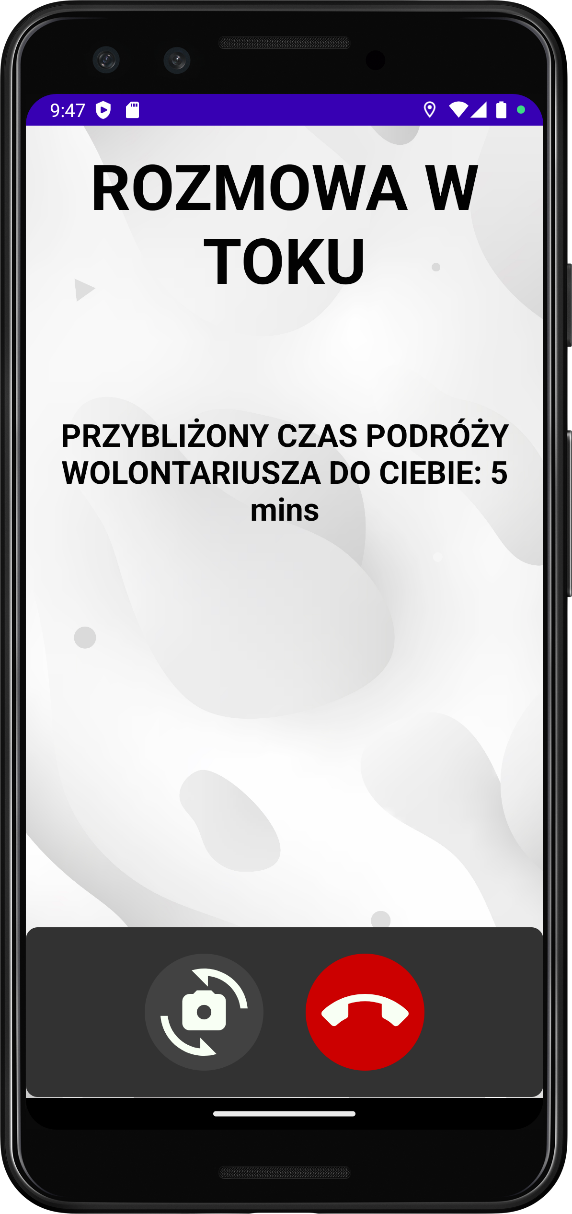 9:47
ROZMOWA W
TOKU
PRZYBLIŻONY CZAS PODRÓŻY
WOLONTARIUSZA DO CIEBIE: 5
mins